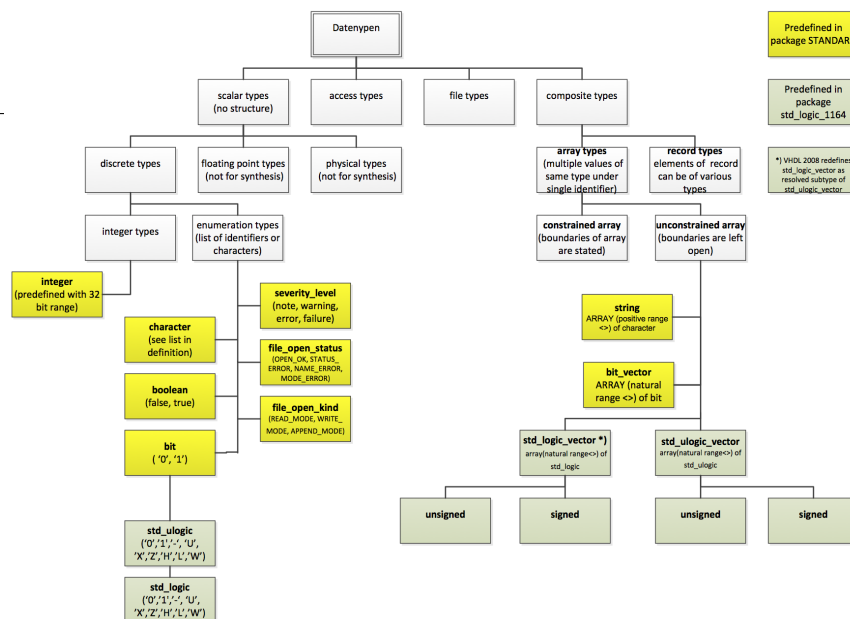 Datenypen
Predefined in
package STANDAR
scalar types
(no structure)
access types
file types
composite types
Predefined in
package
std_logic_1164
discrete types
floating point types
(not for synthesis)
physical types
(not for synthesis)
array types
(multiple values of
same type under
single identifier)
record types
elements of record
can be of various
types
*) VHDL 2008 redefines
std_logic_vector as
resolved subtype of
std_ulogic_vector
integer types
enumeration types
(list of identifiers or
characters)
constrained array
(boundaries of array
are stated)
unconstrained array
(boundaries are left
open)
integer
(predefined with 32
bit range)
severity_level
(note, warning,
error, failure)
string
ARRAY (positive range
<>) of character
character
(see list in
definition)
file_open_status
(OPEN_OK, STATUS_
ERROR, NAME_ERROR,
MODE_ERROR)
boolean
(false, true)
bit_vector
ARRAY (natural
range <>) of bit
file_open_kind
(READ_MODE, WRITE_
MODE, APPEND_MODE)
bit
( '0', '1')
std_logic_vector *)
array(natural range<>) of
std_logic
std_ulogic_vector
array(natural range<>) of
std_ulogic
unsigned
signed
unsigned
signed
std_ulogic
('0','1','-', 'U',
'X','Z','H','L','W')
std_logic
('0','1','-', 'U',
'X','Z','H','L','W')